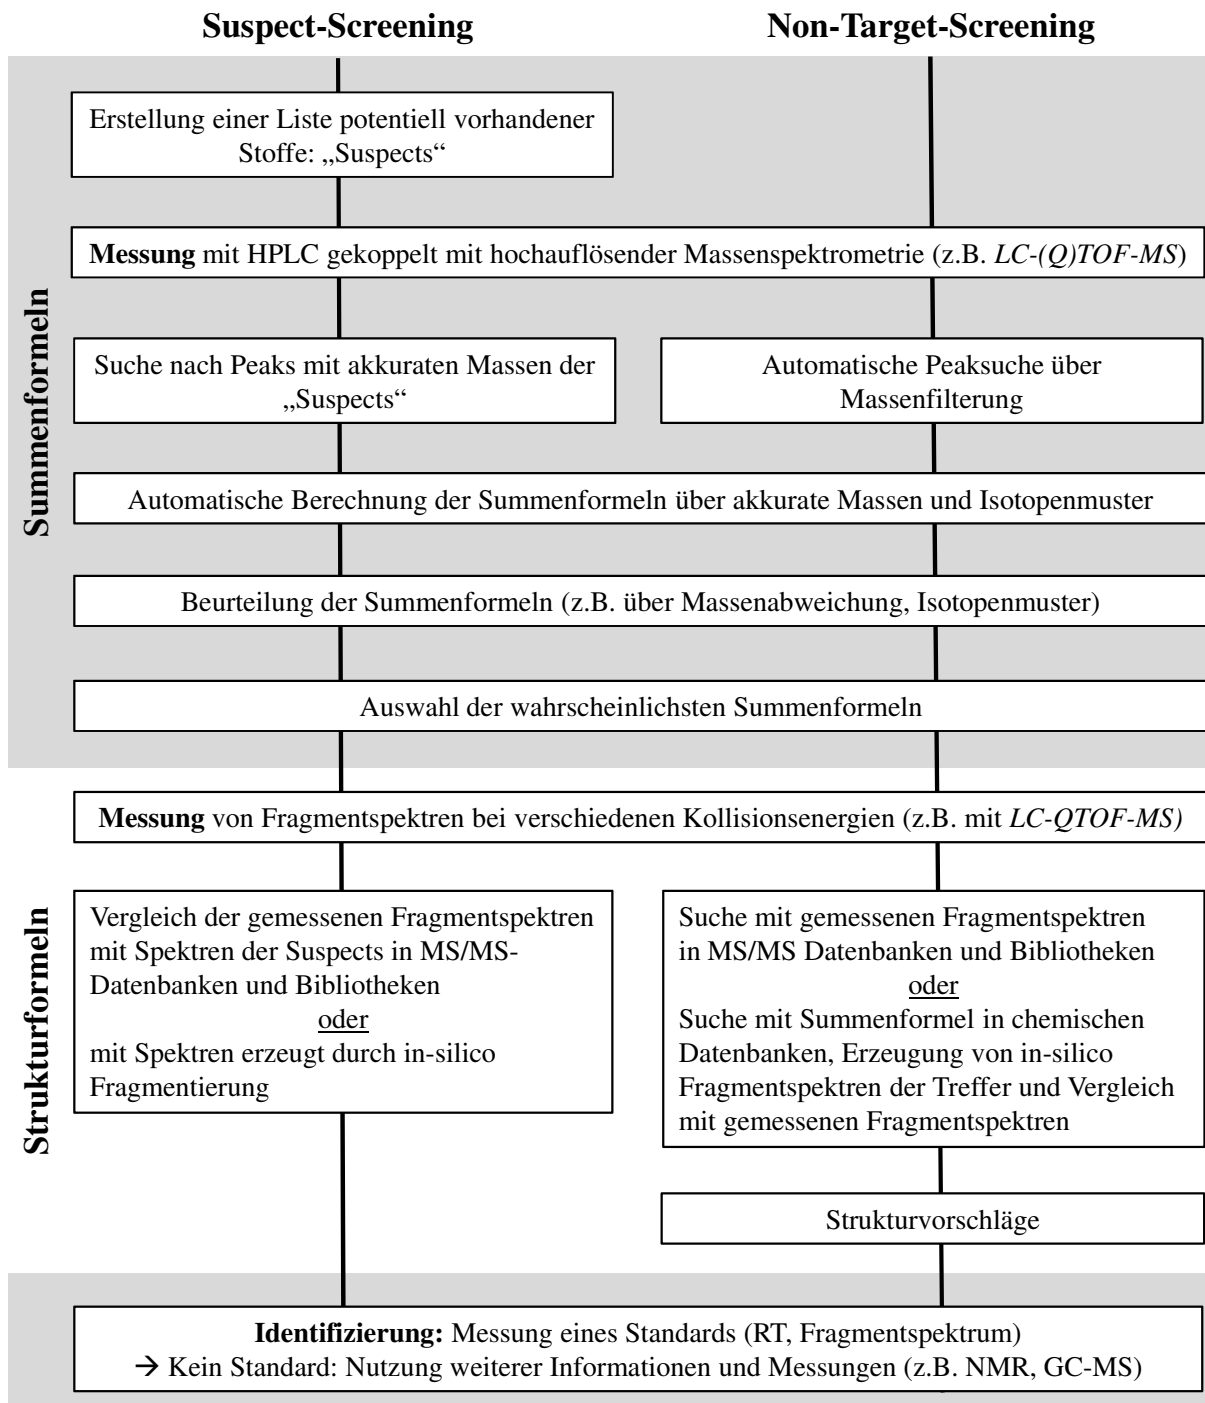 Suspect-Screening
Non-Target-Screening
Summenformeln
Erstellung einer Liste potentiell vorhandener
Stoffe: „Suspects“
Messung mit HPLC gekoppelt mit hochauflösender Massenspektrometrie (z.B. LC-(Q)TOF-MS)
Suche nach Peaks mit akkuraten Massen der
„Suspects“
Automatische Peaksuche über
Massenfilterung
Automatische Berechnung der Summenformeln über akkurate Massen und Isotopenmuster
Beurteilung der Summenformeln (z.B. über Massenabweichung, Isotopenmuster)
Auswahl der wahrscheinlichsten Summenformeln
Strukturformeln
Messung von Fragmentspektren bei verschiedenen Kollisionsenergien (z.B. mit LC-QTOF-MS)
Vergleich der gemessenen Fragmentspektren
mit Spektren der Suspects in MS/MS-
Datenbanken und Bibliotheken
oder
mit Spektren erzeugt durch in-silico
Fragmentierung
Suche mit gemessenen Fragmentspektren
in MS/MS Datenbanken und Bibliotheken
oder
Suche mit Summenformel in chemischen
Datenbanken, Erzeugung von in-silico
Fragmentspektren der Treffer und Vergleich
mit gemessenen Fragmentspektren
Strukturvorschläge
Identifizierung: Messung eines Standards (RT, Fragmentspektrum)
→ Kein Standard: Nutzung weiterer Informationen und Messungen (z.B. NMR, GC-MS)